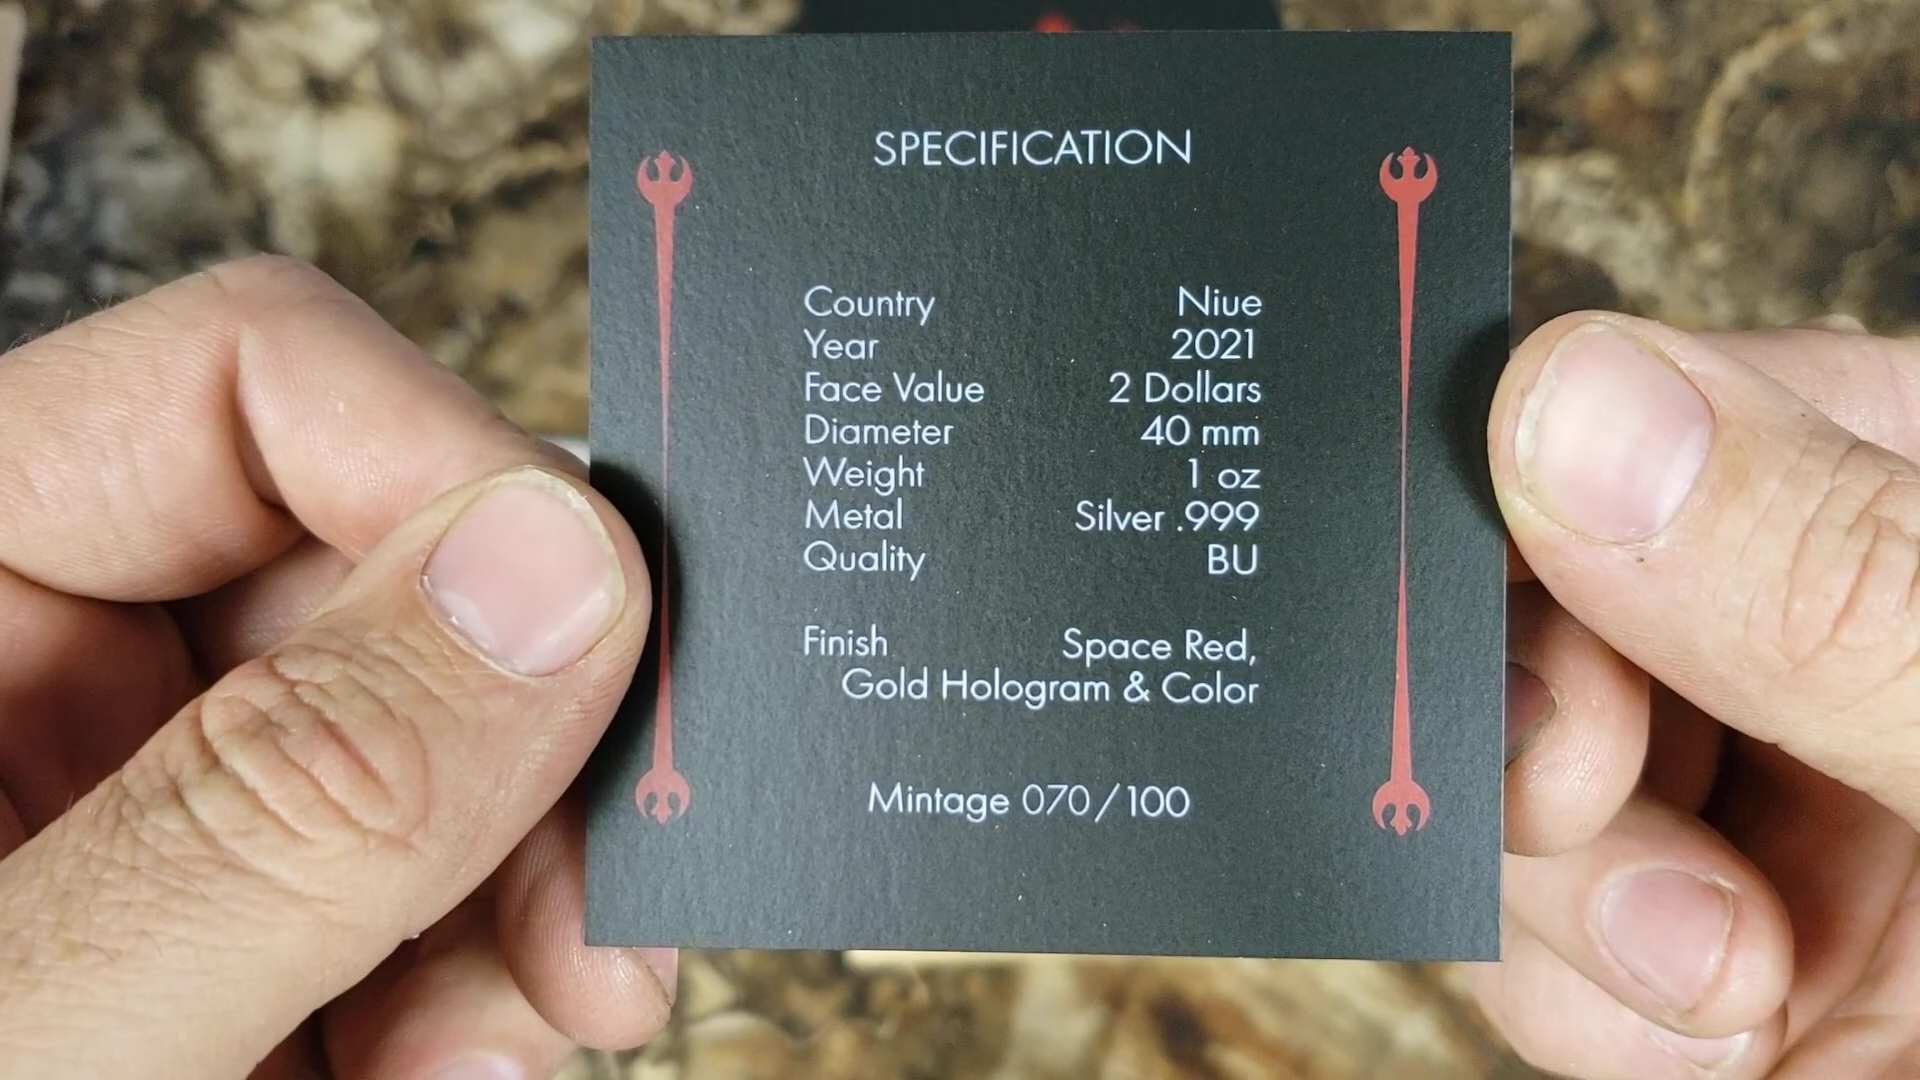 SPECIFICATION
Country Niue
Year 2021
Face Value 2 Dollars
Diameter 40 mm
Weight 1 oz
Metal Silver .999
Quality BU
Finish Space Red,
Gold Hologram & Color
Mintage 070/100